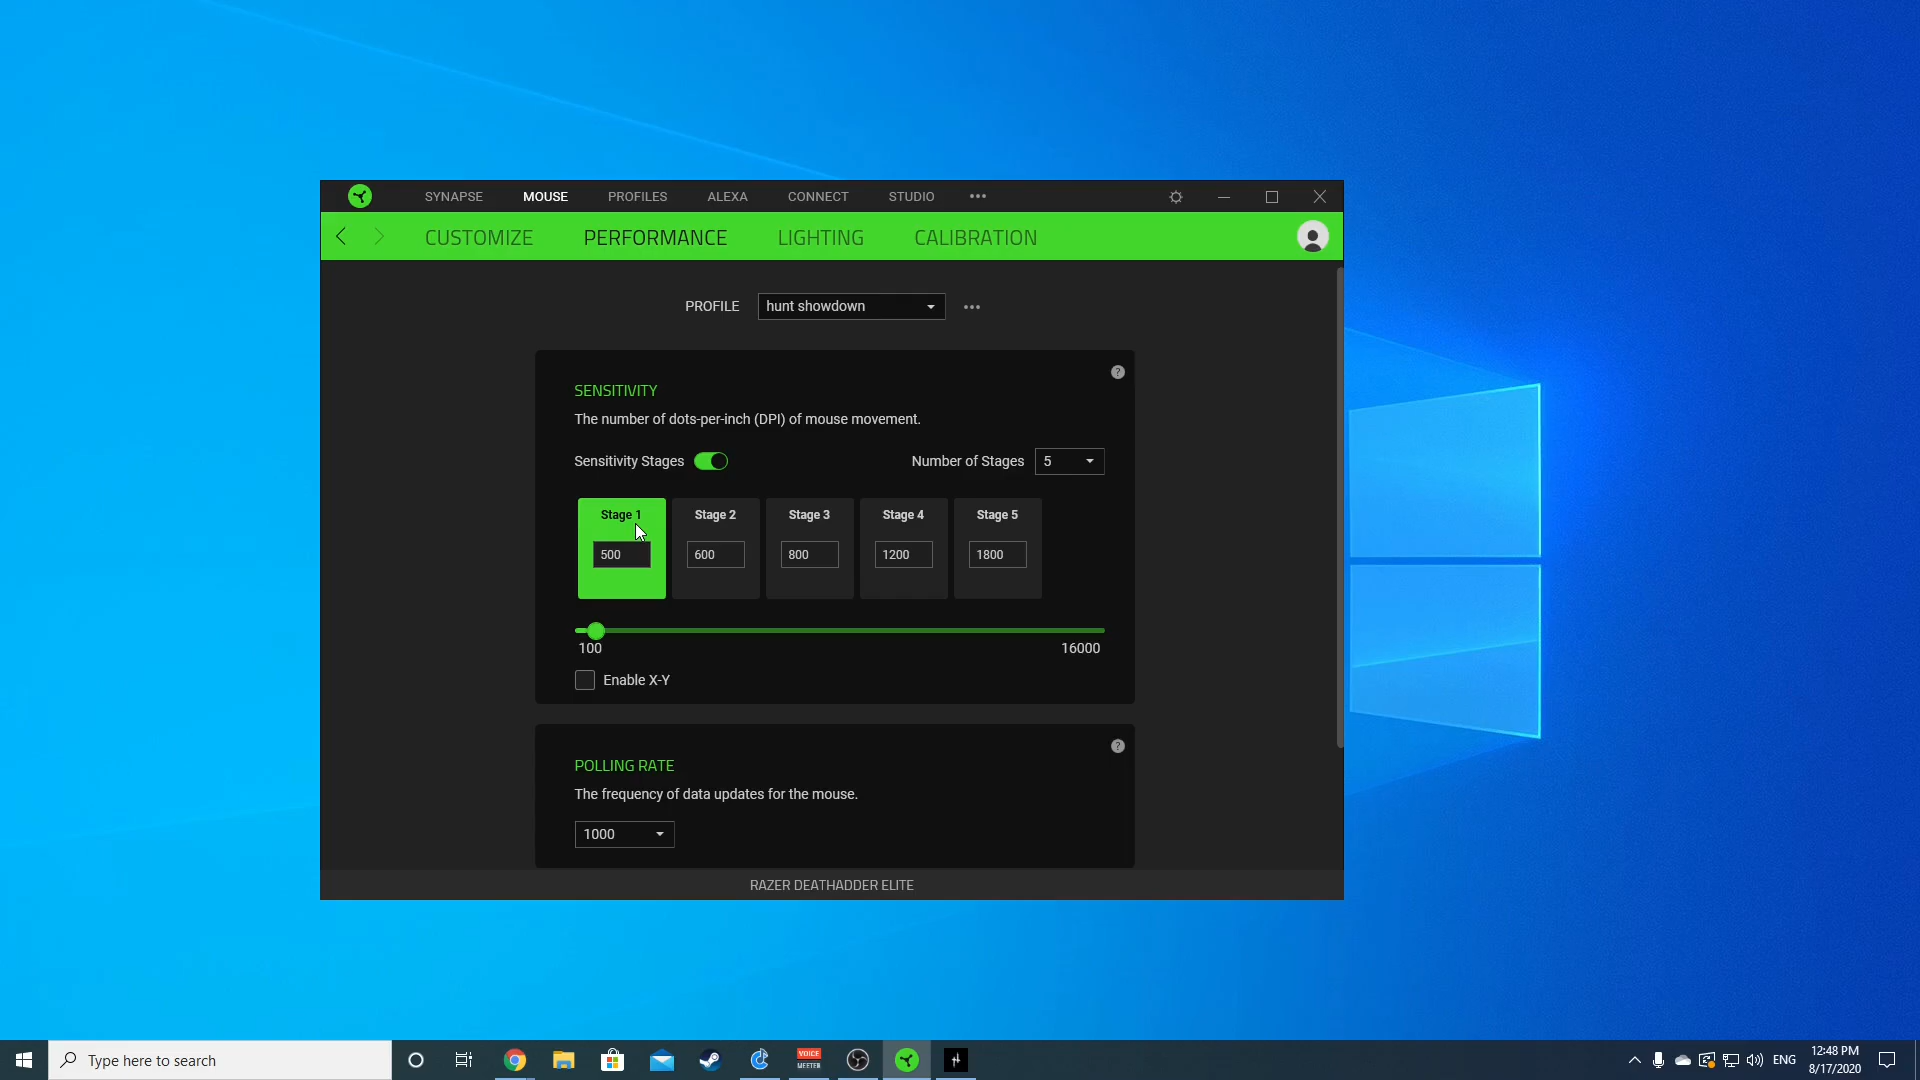 SYNAPSE MOUSE PROFILES ALEXA CONNECT STUDIO
CUSTOMIZE PERFORMANCE LIGHTING CALIBRATION
PROFILE hunt showdown
SENSITIVITY
The number of dots-per-inch (DPI) of mouse movement.
Sensitivity Stages Number of Stages 5
Stage 1 Stage 2 Stage 3 Stage 4 Stage 5
500 600 800 1200 1800
100 16000
Enable X-Y
POLLING RATE
The frequency of data updates for the mouse.
1000
RAZER DEATHADDER ELITE
Type here to search
VOICE
MEETER
ENG
12:48 PM
8/17/2020